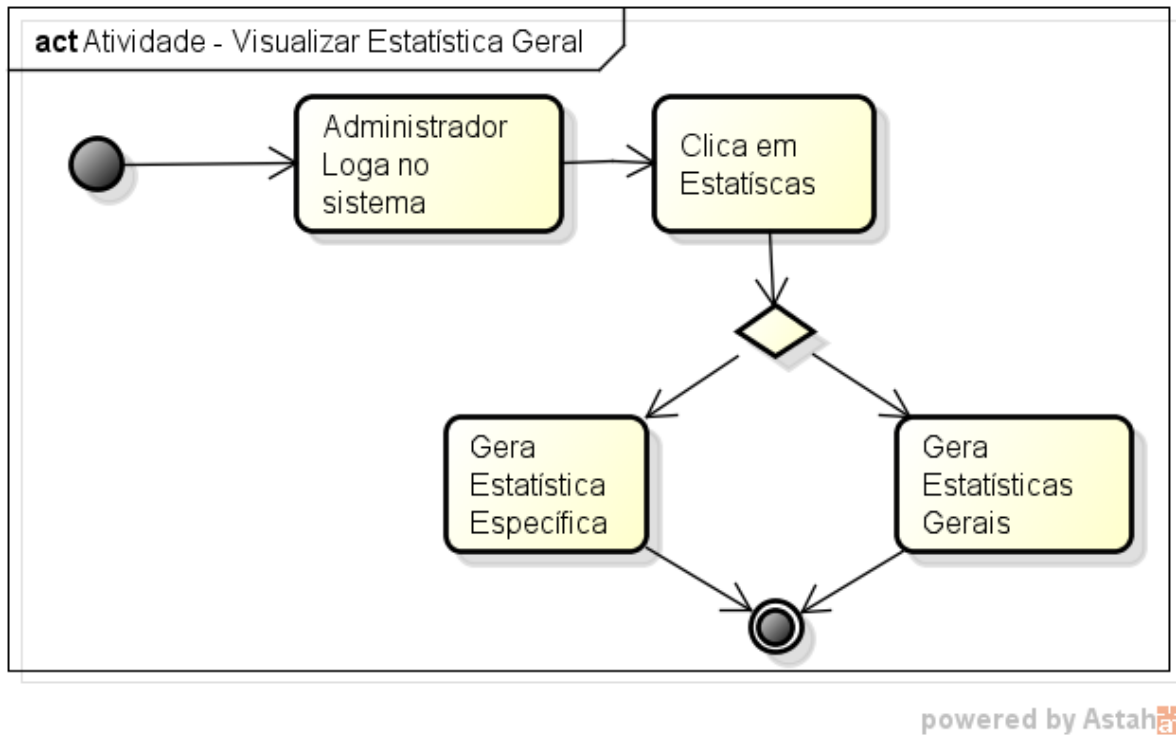 act Atividade - Visualizar Estatística Geral
Administrador
Loga no
sistema
Clica em
Estatíscas
Gera
Estatística
Específica
Gera
Estatísticas
Gerais
powered by Astah